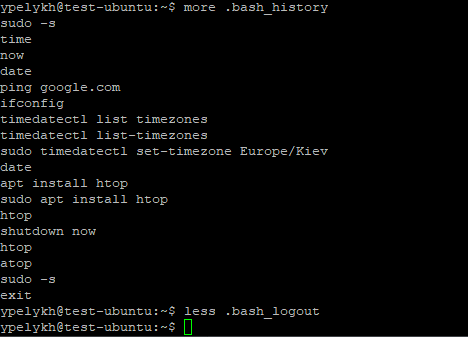 ypelykh@test-ubuntu:~$ more .bash_history
sudo -s
time
now
date
ping google.com
ifconfig
timedatectl list timezones
timedatectl list-timezones
sudo timedatectl set-timezone Europe/Kiev
date
apt install htop
sudo apt install htop
htop
shutdown now
htop
atop
sudo -s
exit
ypelykh@test-ubuntu:~$ less .bash_logout
ypelykh@test-ubuntu:~$